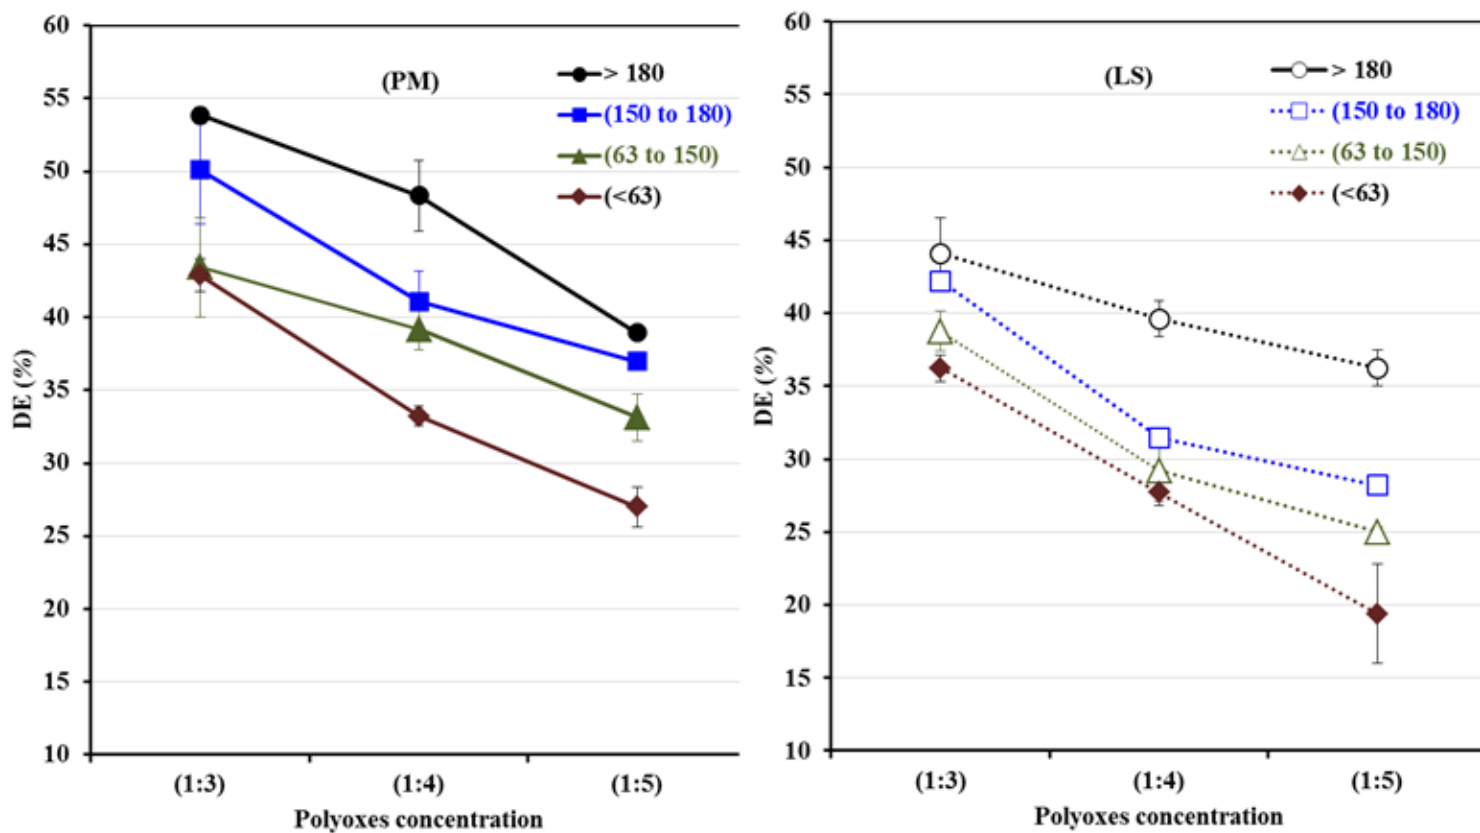 60
55
50
45
40
35
30
25
20
15
10
DE (%)
(PM)
> 180
(150 to 180)
(63 to 150)
(<63)
(1:3) (1:4) (1:5)
Polyoxes concentration
60
55
50
45
40
35
30
25
20
15
10
DE (%)
(LS)
> 180
(150 to 180)
(63 to 150)
(<63)
(1:3) (1:4) (1:5)
Polyoxes concentration